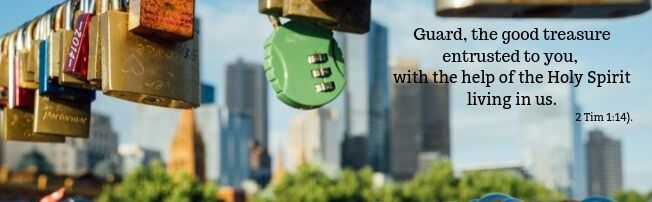 Guard, the good treasure
entrusted to you,
with the help of the Holy Spirit
living in us.
2 Tim 1:14).
2014